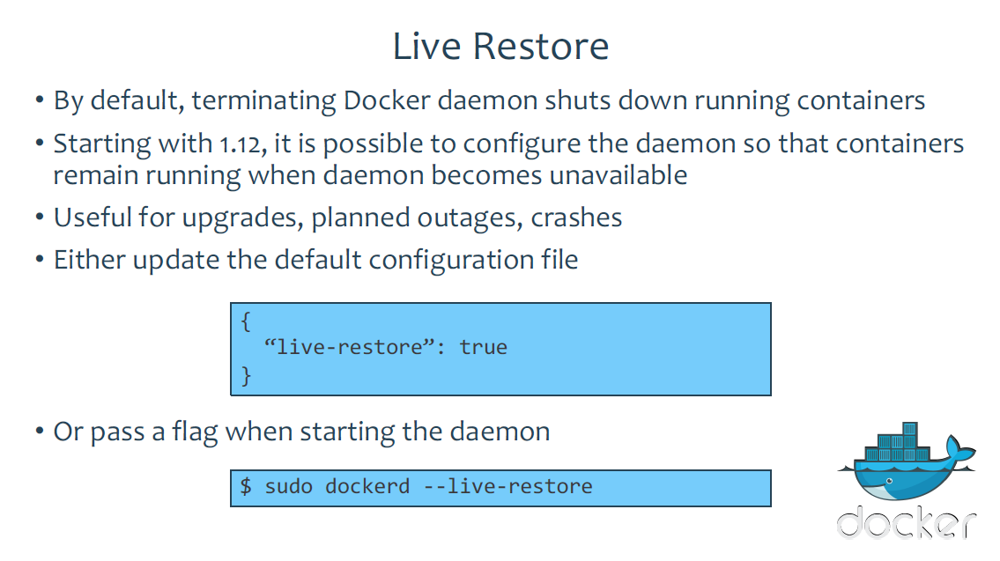 Live Restore
• By default, terminating Docker daemon shuts down running containers
• Starting with 1.12, it is possible to configure the daemon so that containers
remain running when daemon becomes unavailable
• Useful for upgrades, planned outages, crashes
• Either update the default configuration file
{
  “live-restore”: true
}
• Or pass a flag when starting the daemon
$ sudo dockerd --live-restore
docker